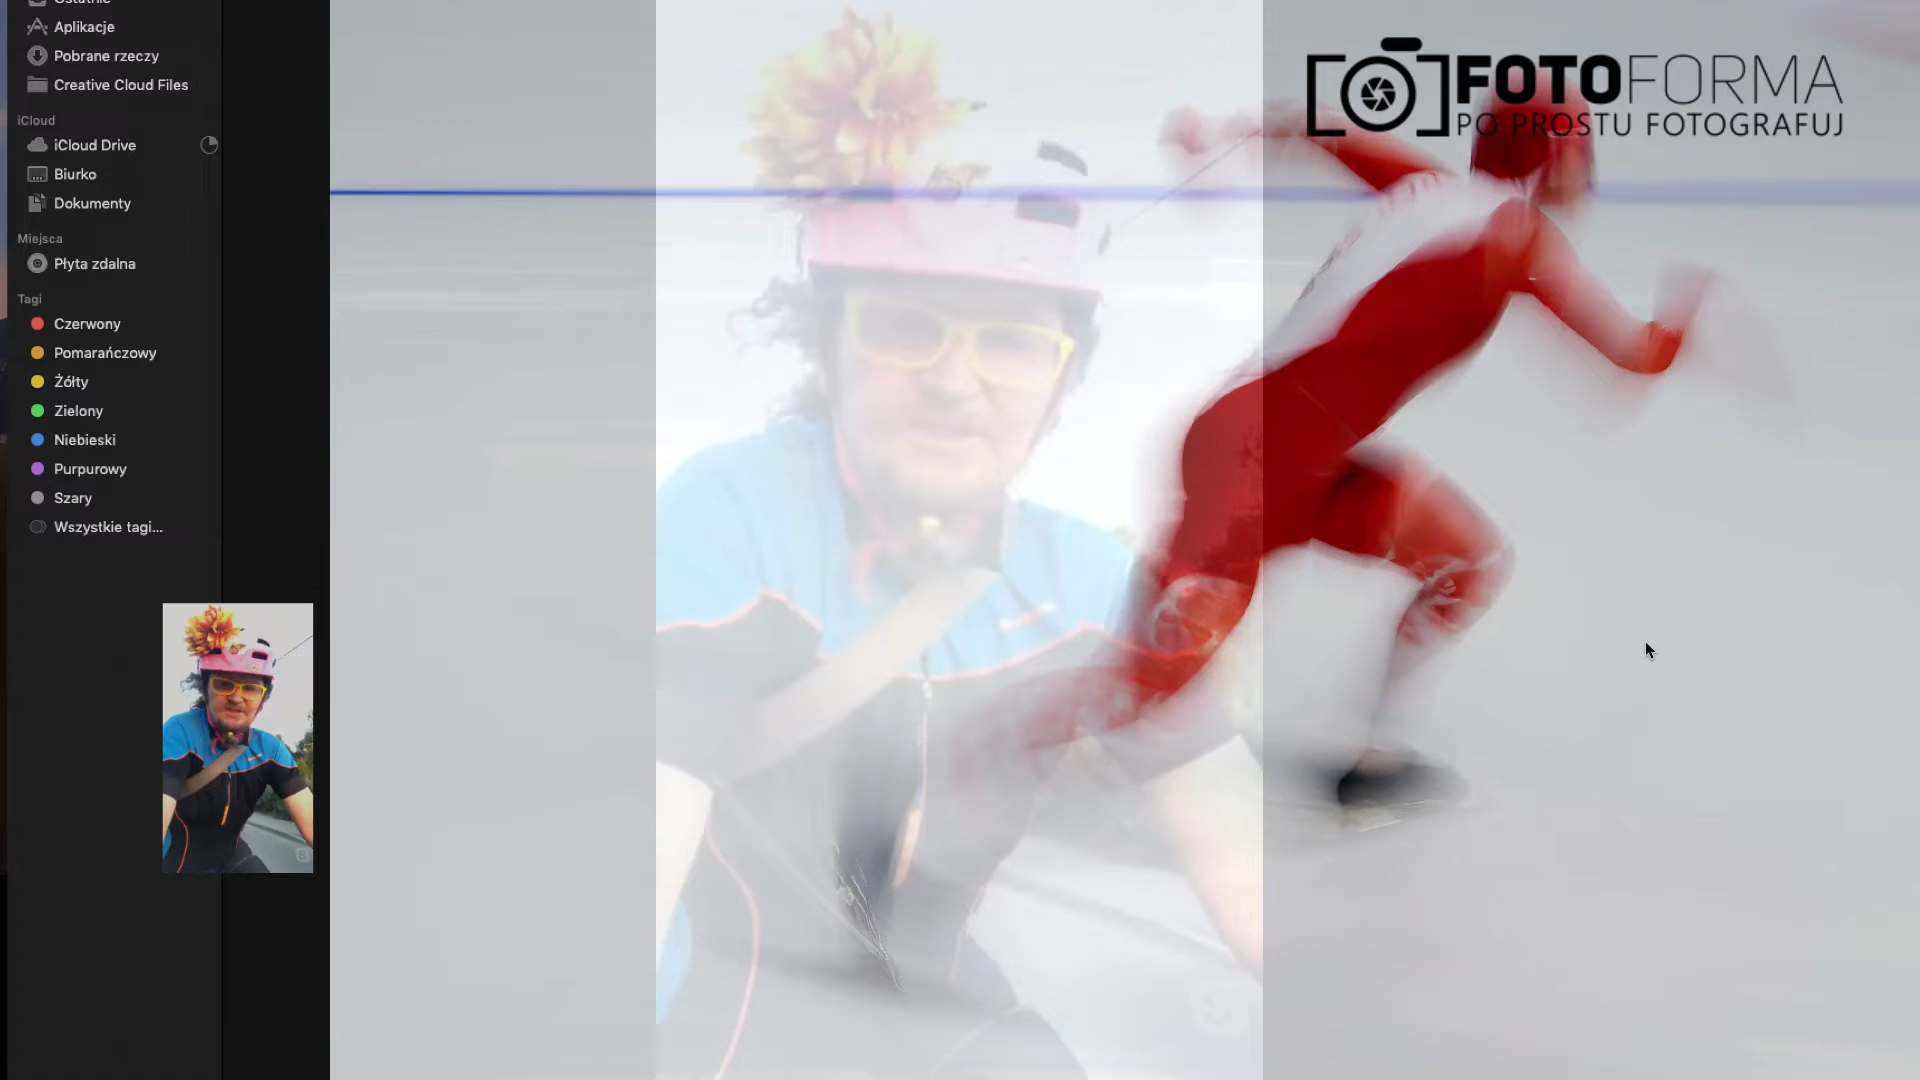 Ostatnie
Aplikacje
Pobrane rzeczy
Creative Cloud Files
iCloud
iCloud Drive
Biurko
Dokumenty
Miejsca
Płyta zdalna
Tagi
Czerwony
Pomarańczowy
Żółty
Zielony
Niebieski
Purpurowy
Szary
Wszystkie tagi...
FOTOFORMA
PO PROSTU FOTOGRAFUJ